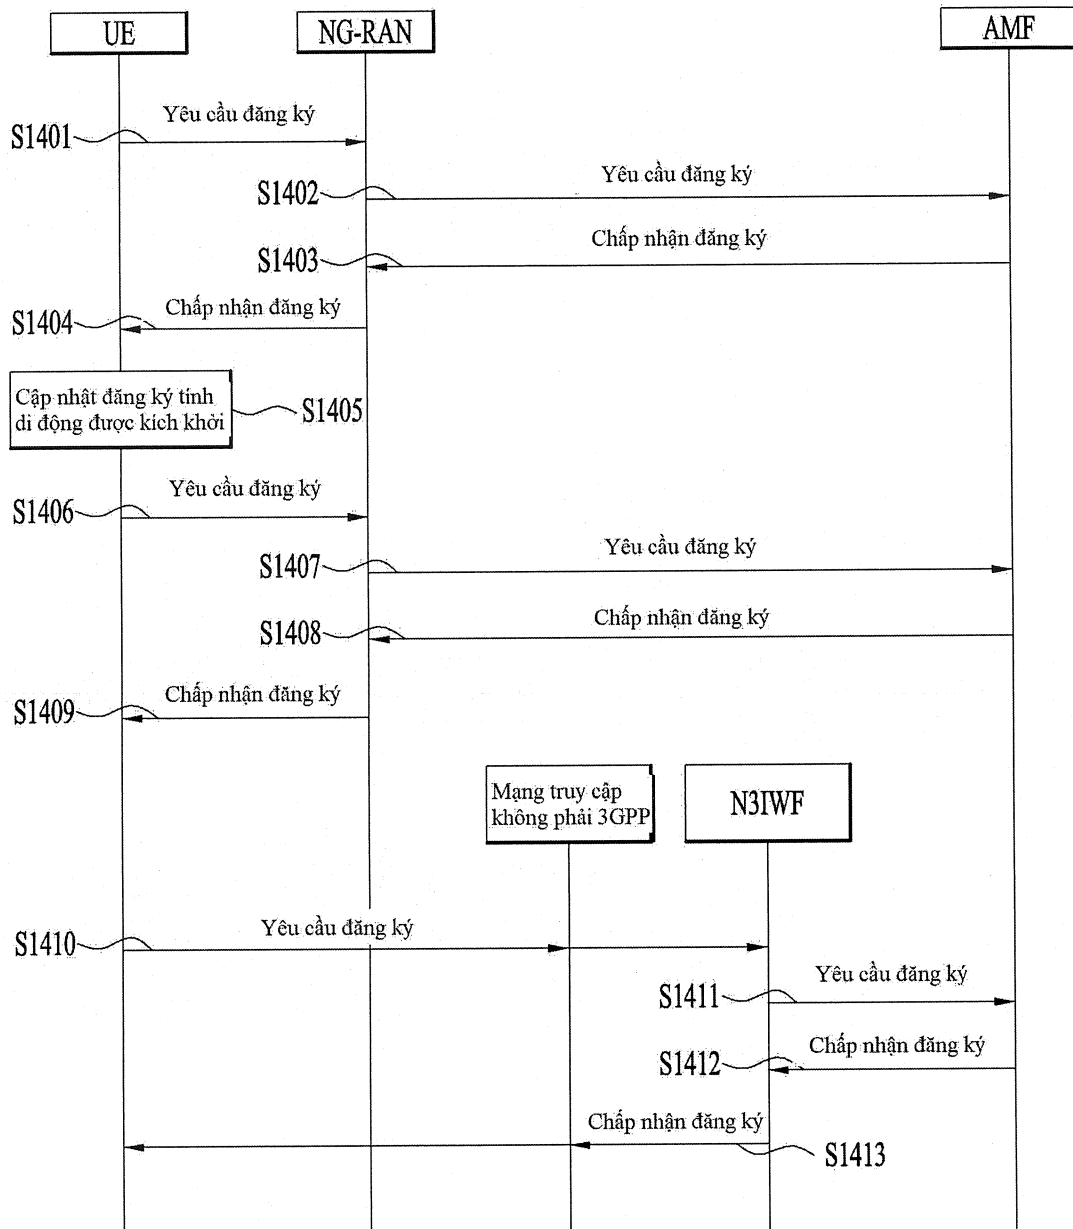 UE
NG-RAN
AMF
Yêu cầu đăng ký
S1401
Yêu cầu đăng ký
S1402
Chấp nhận đăng ký
S1403
Chấp nhận đăng ký
S1404
Cập nhật đăng ký tính
di động được kích khởi
S1405
Yêu cầu đăng ký
S1406
Yêu cầu đăng ký
S1407
Chấp nhận đăng ký
S1408
Chấp nhận đăng ký
S1409
Mạng truy cập
không phải 3GPP
N3IWF
Yêu cầu đăng ký
S1410
Yêu cầu đăng ký
S1411
Chấp nhận đăng ký
S1412
Chấp nhận đăng ký
S1413